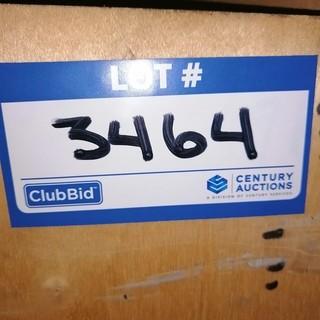 LOT #
3464
ClubBid
CENTURY
AUCTIONS
A DIVISION OF CENTURY SERVICES